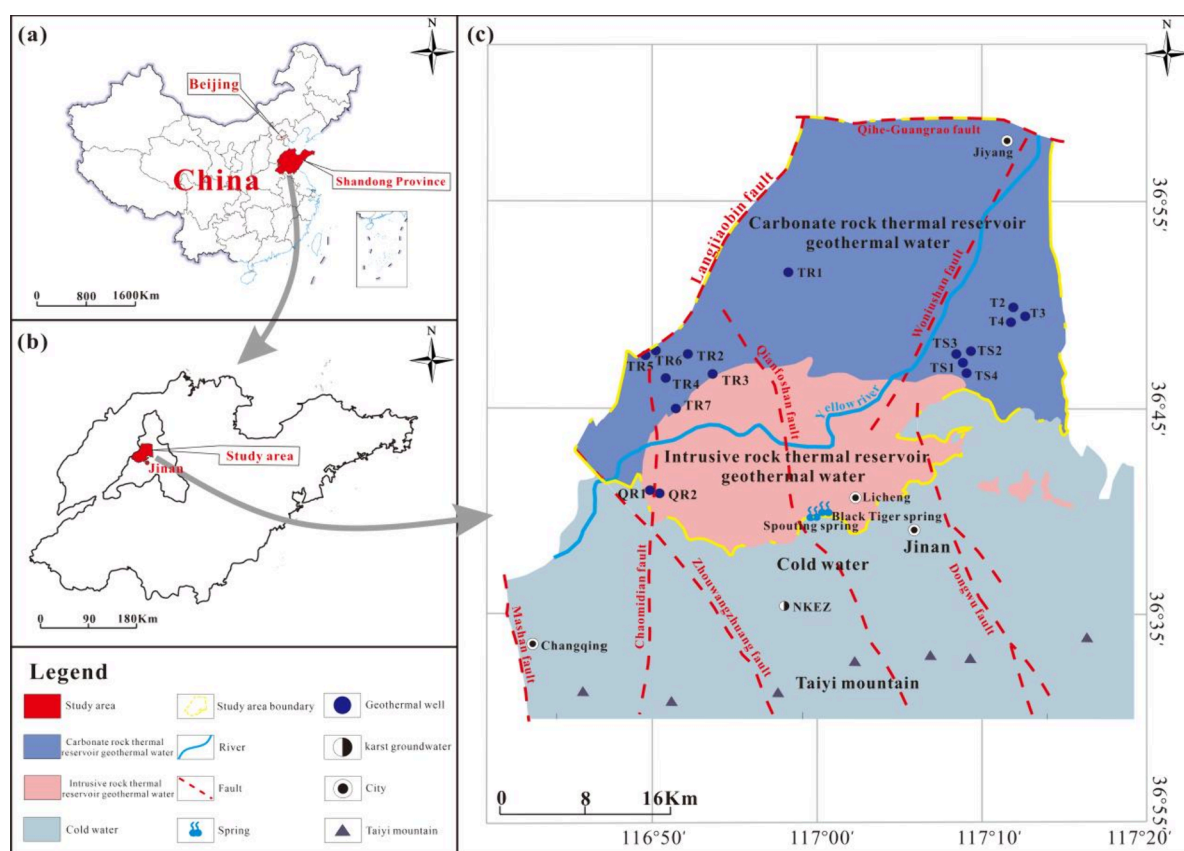 (a)
N
Beijing
China
Shandong Province
0 800 1600Km
(b)
N
Study area
Jinan
0 90 180Km
Legend
Study area
Study area boundary
Geothermal well
Carbonate rock thermal
reservoir geothermal water
River
karst groundwater
Intrusive rock thermal
reservoir geothermal water
Fault
City
Cold water
Spring
Taiyi mountain
(c)
N
Qihe-Guangrao fault
Jiyang
Langjiaobin fault
36°55'
Carbonate rock thermal reservoir
geothermal water
TR1
Woniushan fault
T2
T3
T4
TS3
TS2
TS1
TS4
TR5
TR6
TR2
TR4
TR3
TR7
Qianfoshan fault
Yellow river
36°45'
Intrusive rock thermal reservoir
geothermal water
QR1
QR2
Licheng
Black Tiger spring
Spouting spring
Jinan
Cold water
NKEZ
36°35'
Mashan fault
Changqing
Chaomidian fault
Zhouwangzhuang fault
Dongwu fault
Taiyi mountain
0 8 16Km
36°55'
116°50' 117°00' 117°10' 117°20'